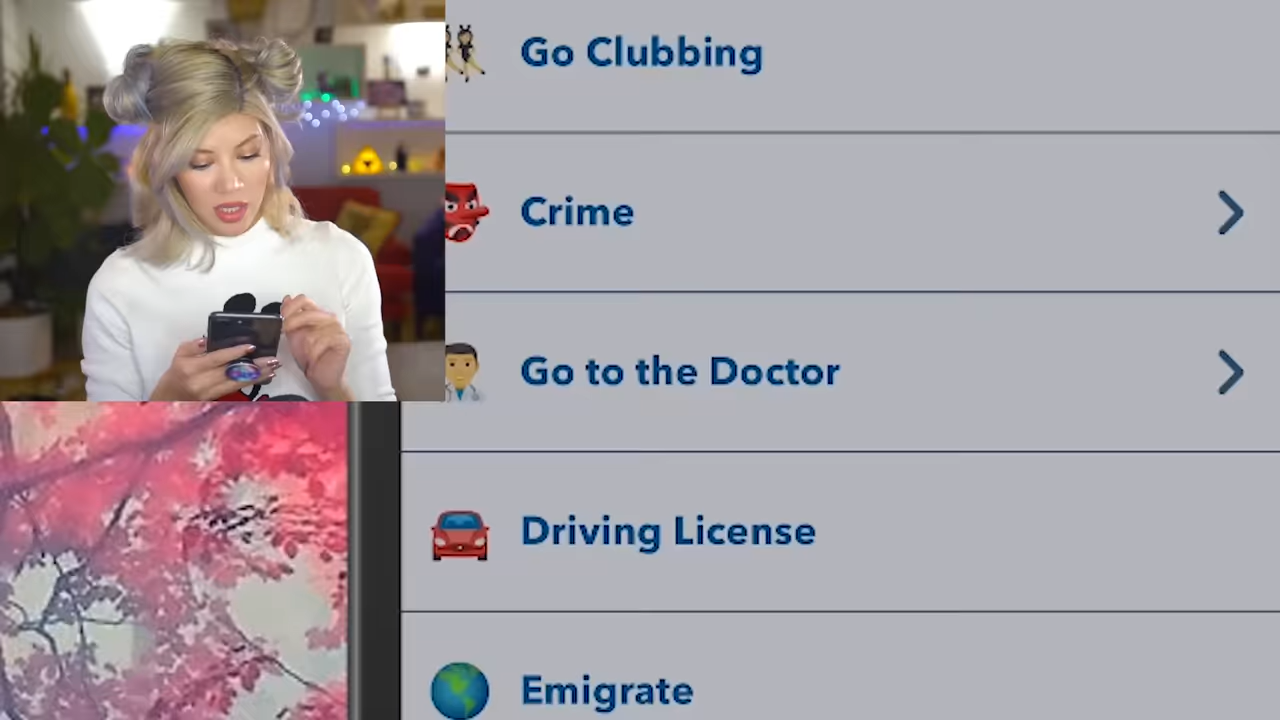 Go Clubbing
Crime
Go to the Doctor
Driving License
Emigrate